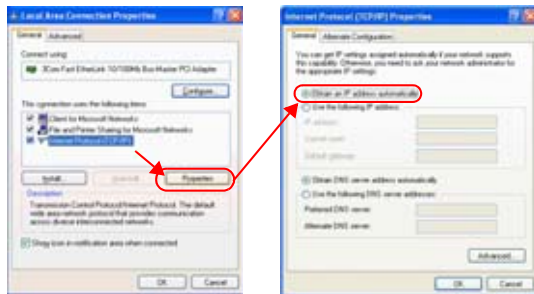 Local Area Connection Properties
General Advanced
Connect using:
3Com Fast EtherLink 10/100Mb Bus-Master PCI Adapter
Configure...
This connection uses the following items:
Client for Microsoft Networks
File and Printer Sharing for Microsoft Networks
Internet Protocol (TCP/IP)
Install...
Uninstall
Properties
Description
Transmission Control Protocol/Internet Protocol. The default
wide area network protocol that provides communication
across diverse interconnected networks.
Show icon in notification area when connected
OK Cancel
Internet Protocol (TCP/IP) Properties
General Alternate Configuration
You can get IP settings assigned automatically if your network supports
this capability. Otherwise, you need to ask your network administrator for
the appropriate IP settings.
Obtain an IP address automatically
Use the following IP address:
IP address:
Subnet mask:
Default gateway:
Obtain DNS server address automatically
Use the following DNS server addresses:
Preferred DNS server:
Alternate DNS server:
Advanced...
OK Cancel